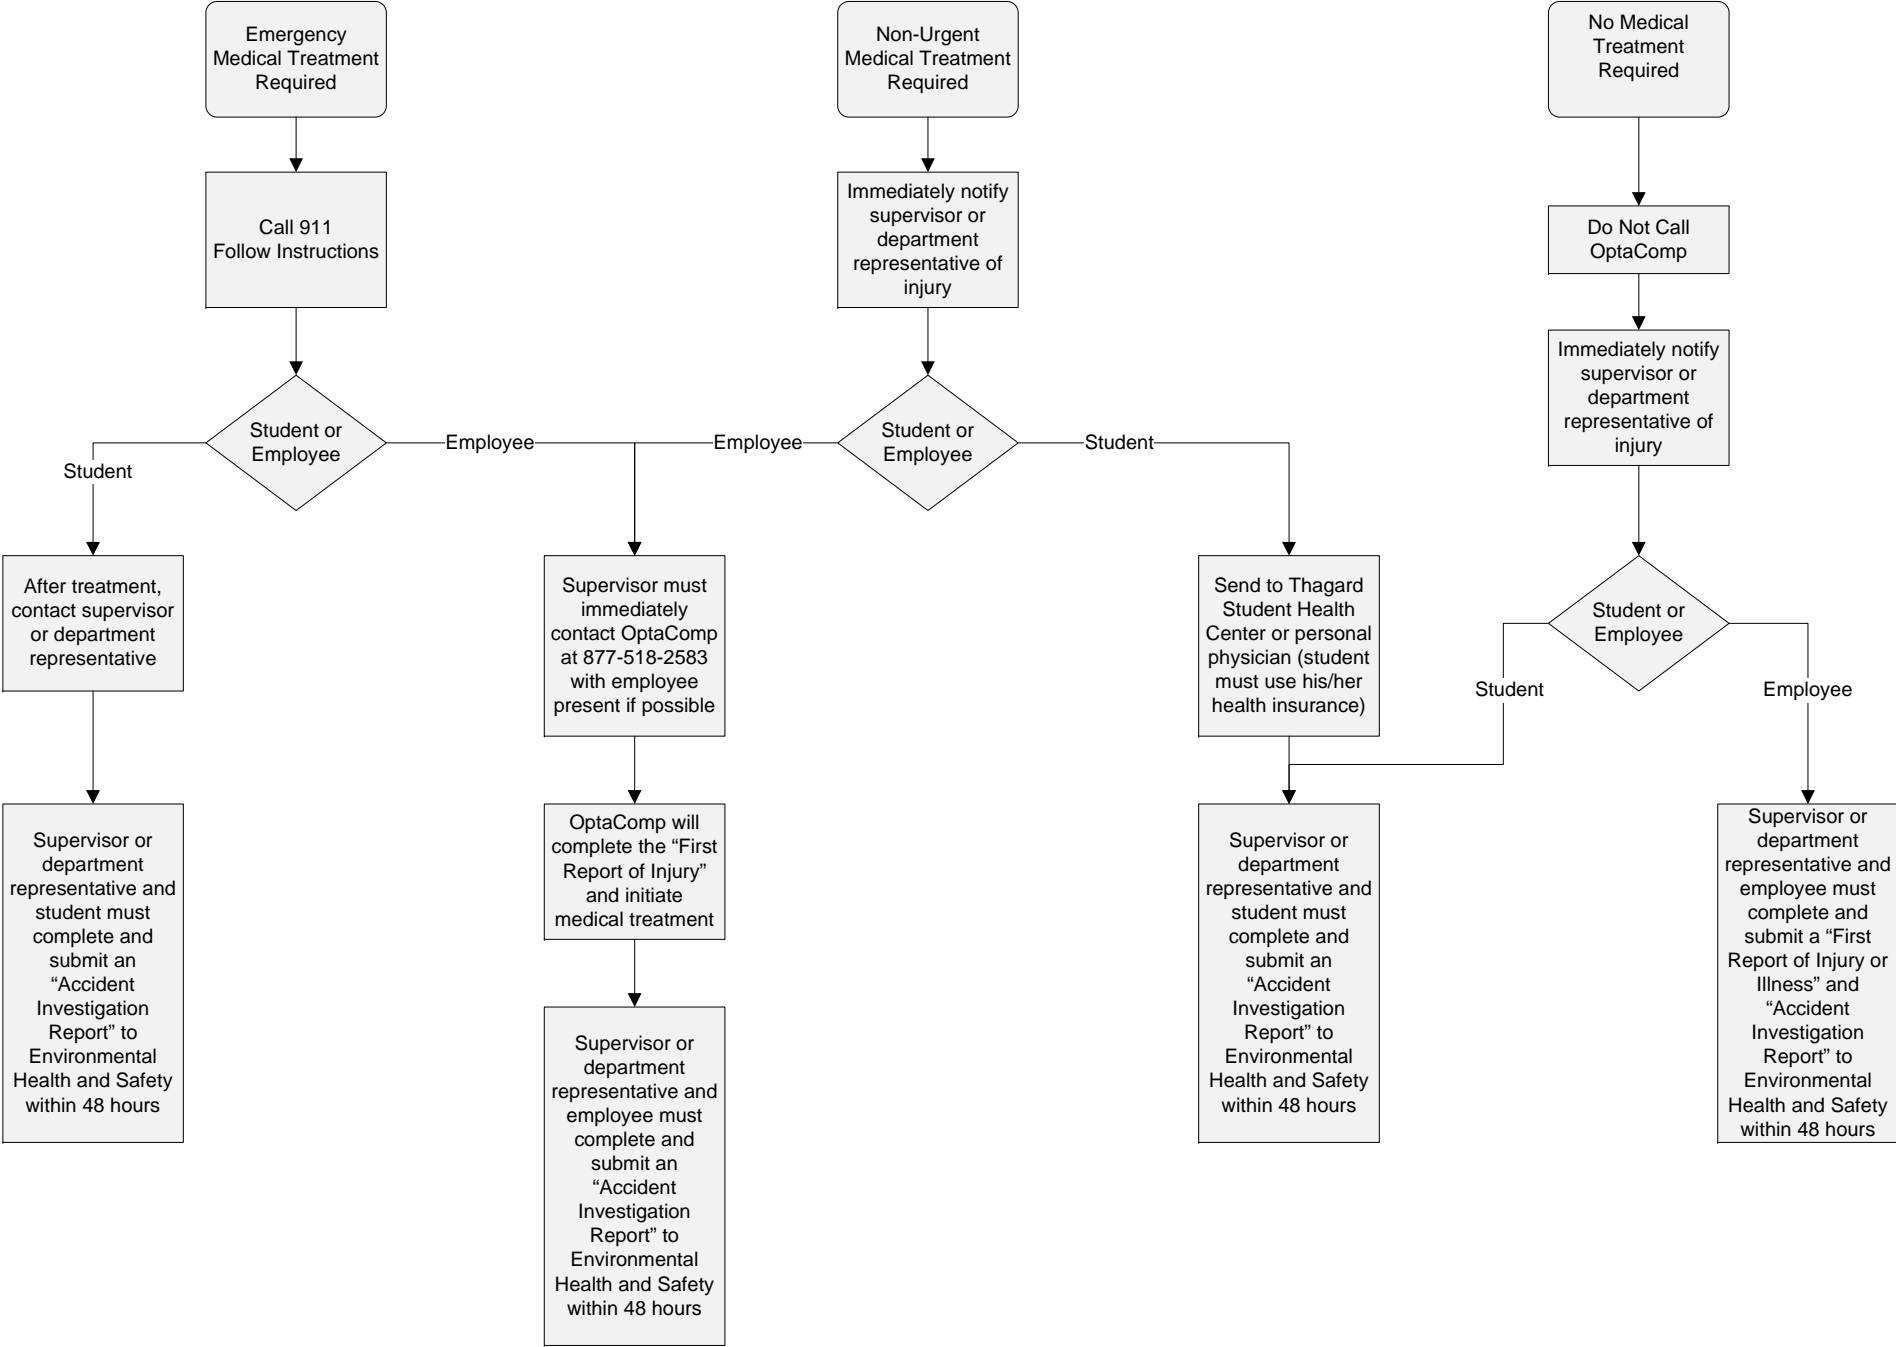 Emergency
Medical Treatment
Required
Non-Urgent
Medical Treatment
Required
No Medical
Treatment
Required
Call 911
Follow Instructions
Immediately notify
supervisor or
department
representative of
injury
Do Not Call
OptaComp
Immediately notify
supervisor or
department
representative of
injury
Student or
Employee
Employee
Employee
Student or
Employee
Student
Student
After treatment,
contact supervisor
or department
representative
Supervisor must
immediately
contact OptaComp
at 877-518-2583
with employee
present if possible
Send to Thagard
Student Health
Center or personal
physician (student
must use his/her
health insurance)
Student or
Employee
Student
Employee
Supervisor or
department
representative and
student must
complete and
submit an
“Accident
Investigation
Report” to
Environmental
Health and Safety
within 48 hours
OptaComp will
complete the “First
Report of Injury”
and initiate
medical treatment
Supervisor or
department
representative and
employee must
complete and
submit an
“Accident
Investigation
Report” to
Environmental
Health and Safety
within 48 hours
Supervisor or
department
representative and
student must
complete and
submit an
“Accident
Investigation
Report” to
Environmental
Health and Safety
within 48 hours
Supervisor or
department
representative and
employee must
complete and
submit a “First
Report of Injury or
Illness” and
“Accident
Investigation
Report” to
Environmental
Health and Safety
within 48 hours